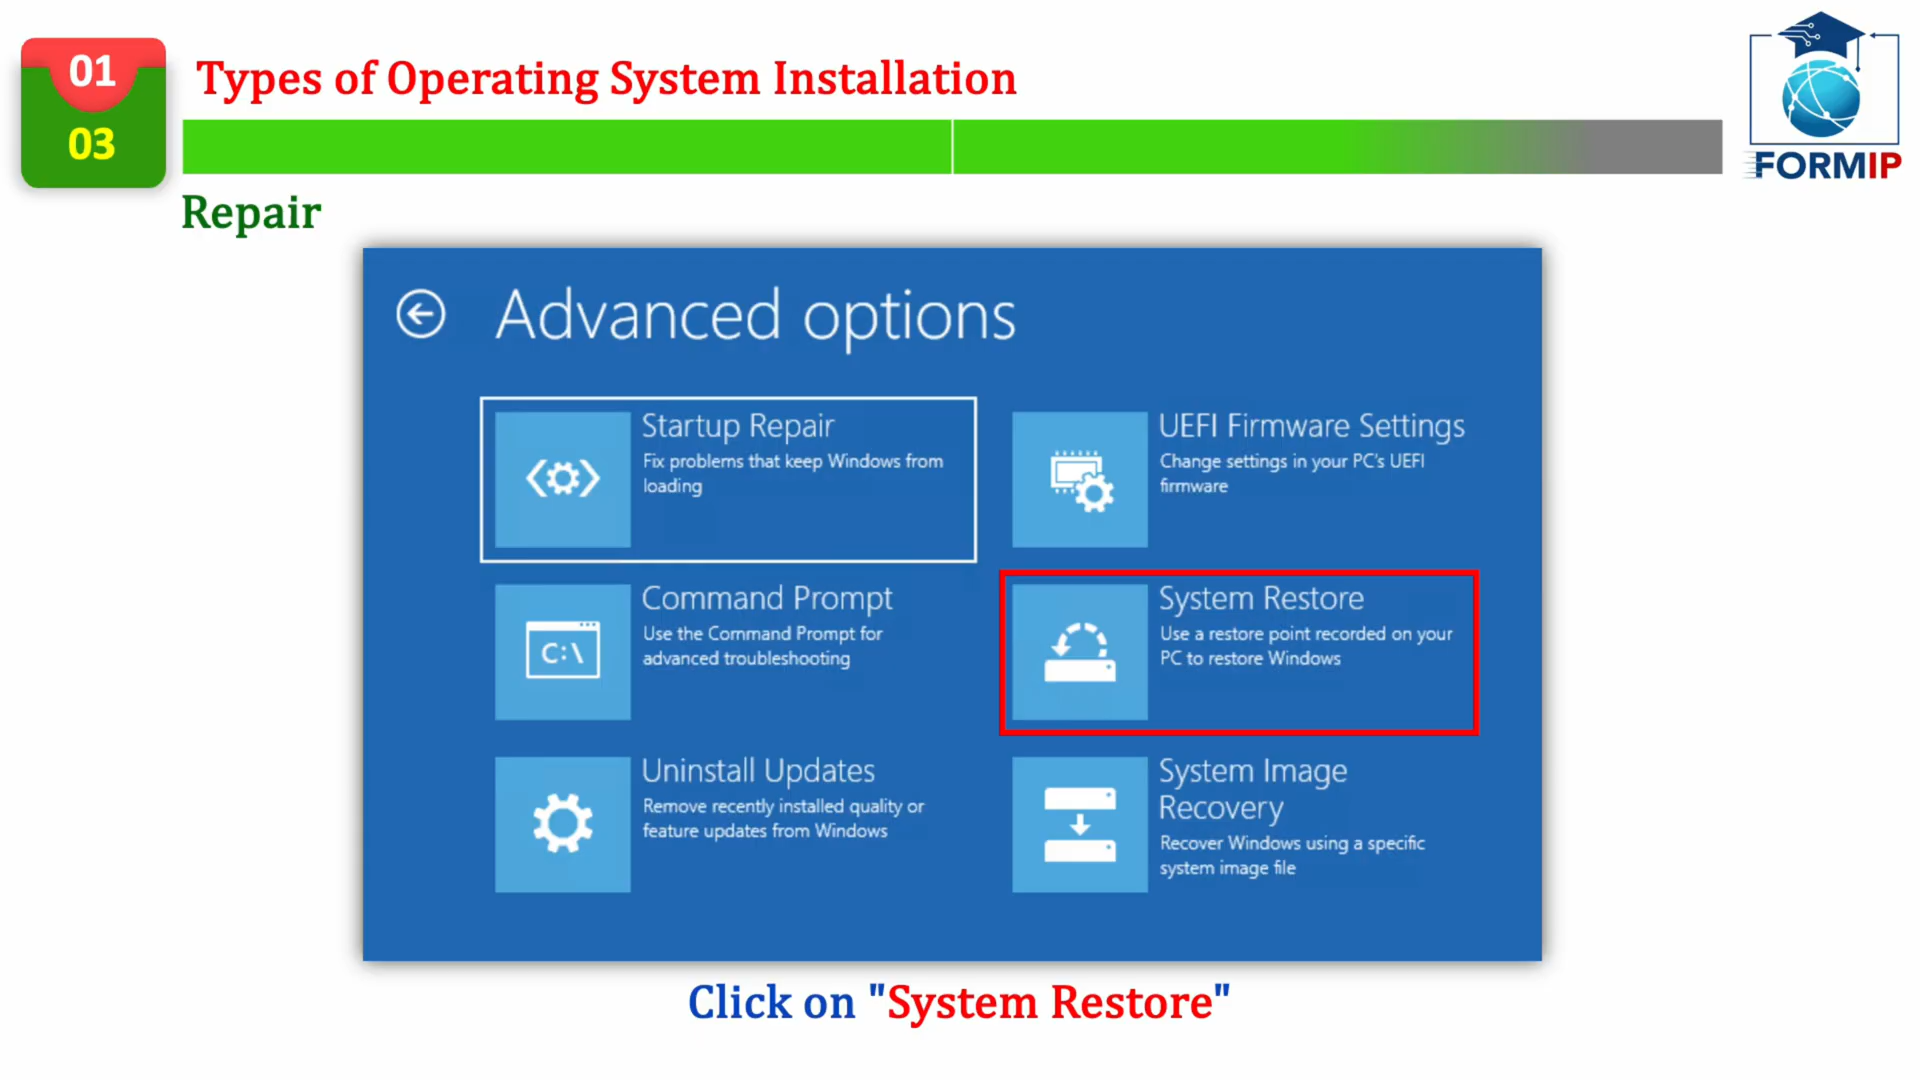 01
03
Types of Operating System Installation
FORMIP
Repair
Advanced options
Startup Repair
Fix problems that keep Windows from
loading
UEFI Firmware Settings
Change settings in your PC's UEFI
firmware
Command Prompt
Use the Command Prompt for
advanced troubleshooting
C:\
System Restore
Use a restore point recorded on your
PC to restore Windows
Uninstall Updates
Remove recently installed quality or
feature updates from Windows
System Image
Recovery
Recover Windows using a specific
system image file
Click on "System Restore"